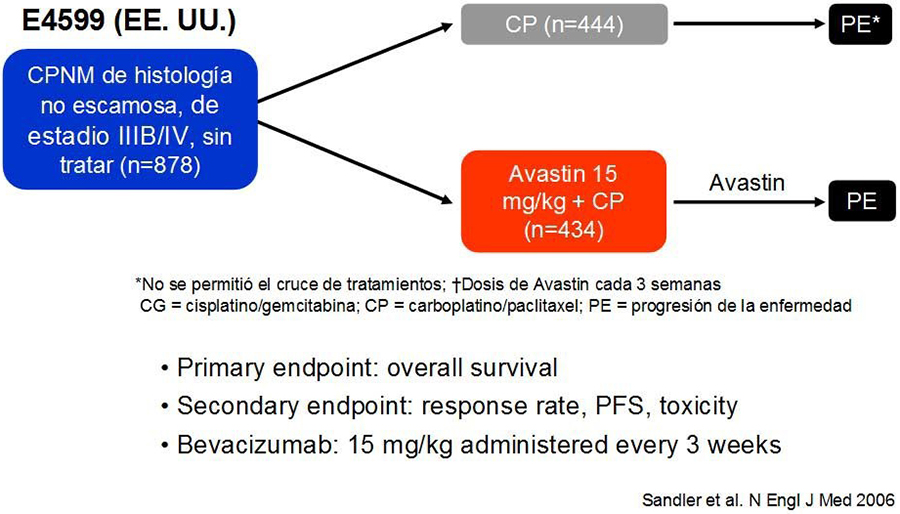 E4599 (EE. UU.)
CPNM de histología
no escamosa, de
estadio IIIB/IV, sin
tratar (n=878)
CP (n=444)
PE*
Avastin 15
mg/kg + CP
(n=434)
Avastin
PE
*No se permitió el cruce de tratamientos; †Dosis de Avastin cada 3 semanas
CG = cisplatino/gemcitabina; CP = carboplatino/paclitaxel; PE = progresión de la enfermedad
• Primary endpoint: overall survival
• Secondary endpoint: response rate, PFS, toxicity
• Bevacizumab: 15 mg/kg administered every 3 weeks
Sandler et al. N Engl J Med 2006